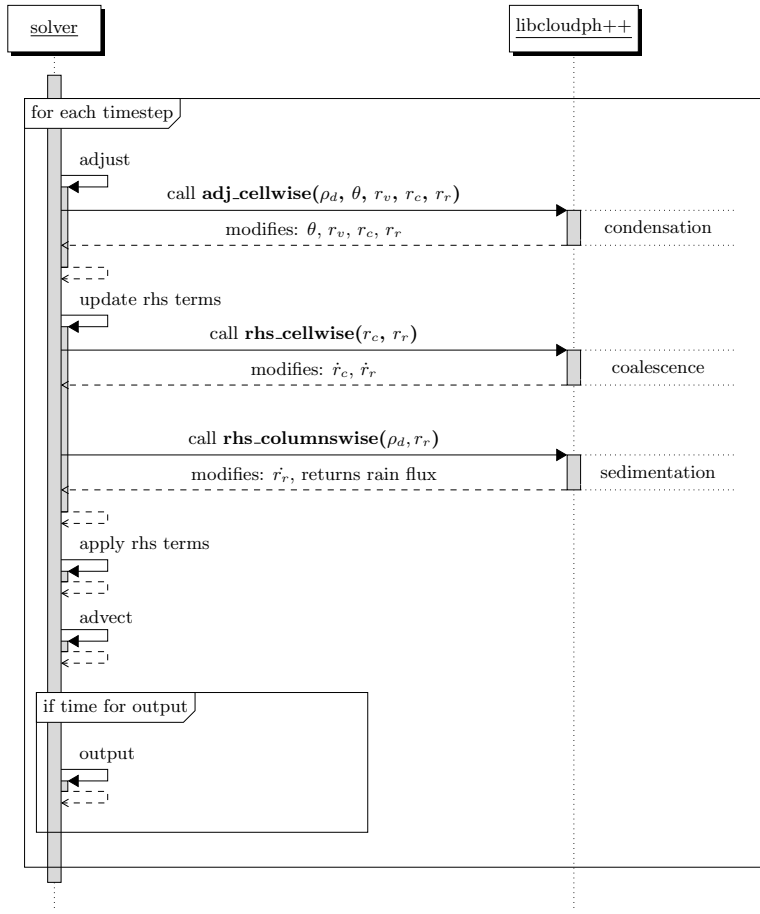 solver
libcloudph++
for each timestep
adjust
call adj_cellwise(ρ_d, θ, r_v, r_c, r_r)
modifies: θ, r_v, r_c, r_r
condensation
update rhs terms
call rhs_cellwise(r_c, r_r)
modifies: ṙ_c, ṙ_r
coalescence
call rhs_columnswise(ρ_d, r_r)
modifies: ṙ_r, returns rain flux
sedimentation
apply rhs terms
advect
if time for output
output